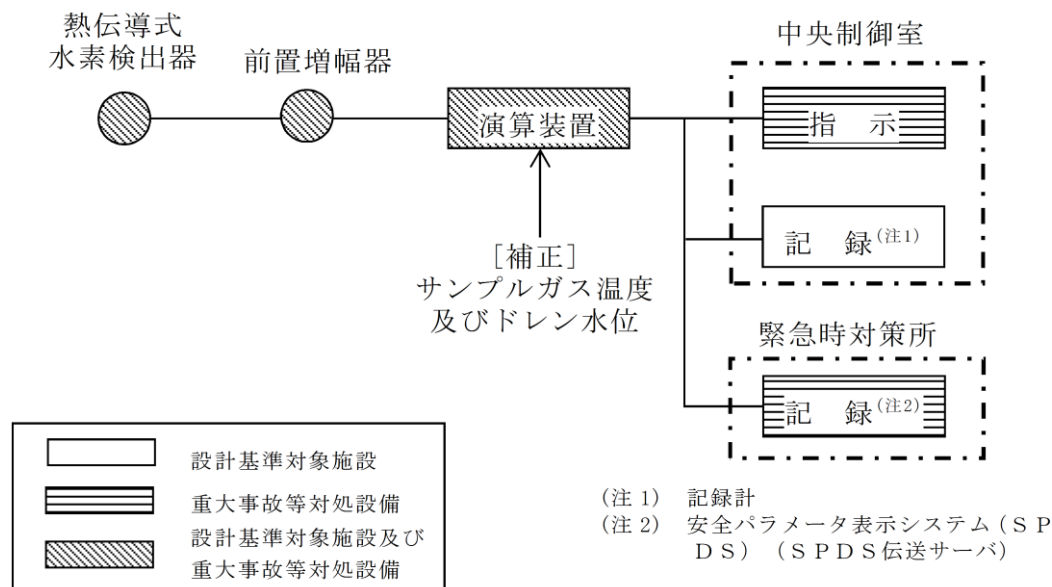 熱伝導式
水素検出器
前置増幅器
演算装置
[補正]
サンプルガス温度
及びドレン水位
中央制御室
指 示
記 録(注1)
緊急時対策所
記 録(注2)
設計基準対象施設
重大事故等対処設備
設計基準対象施設及び
重大事故等対処設備
(注 1) 記録計
(注 2) 安全パラメータ表示システム(SP
DS)(SPDS伝送サーバ)